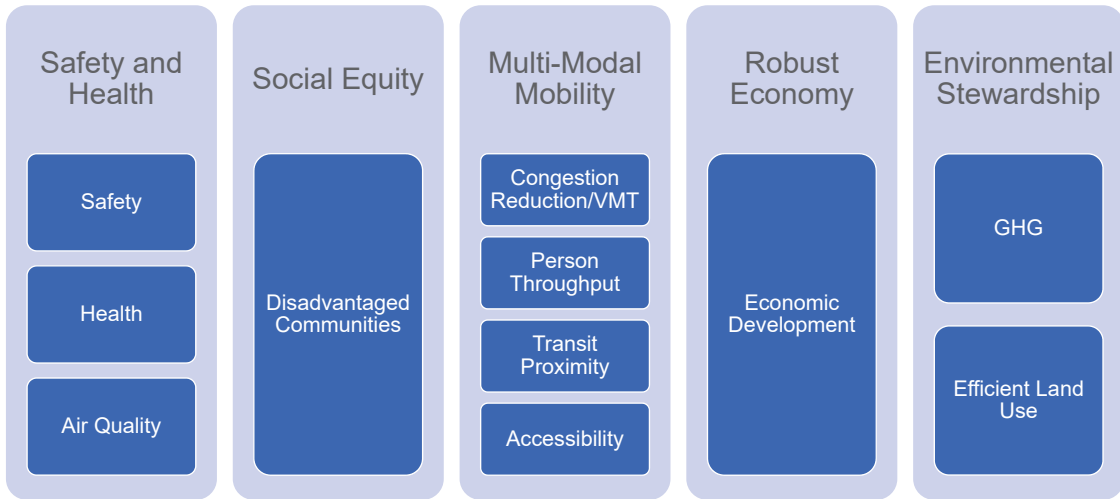 Safety and
Health
Safety
Health
Air Quality
Social Equity
Disadvantaged
Communities
Multi-Modal
Mobility
Congestion
Reduction/VMT
Person
Throughput
Transit
Proximity
Accessibility
Robust
Economy
Economic
Development
Environmental
Stewardship
GHG
Efficient Land
Use